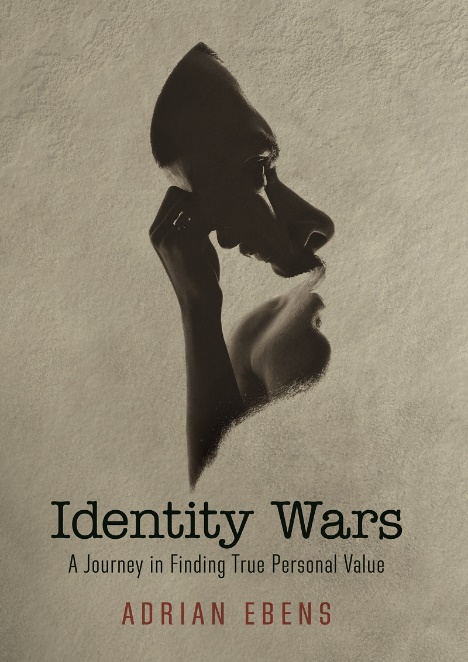 Identity Wars
A Journey in Finding True Personal Value
ADRIAN EBENS